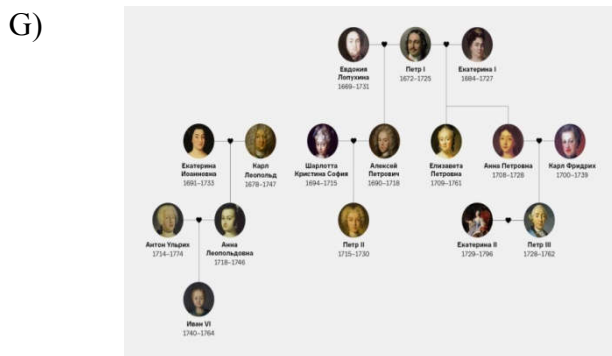 G)
Евдокия
Лопухина
1669–1731
Петр I
1672–1725
Екатерина I
1684–1727
Екатерина
Иоанновна
1691–1733
Карл
Леопольд
1678–1747
Шарлотта
Кристина София
1694–1715
Алексей
Петрович
1690–1718
Елизавета
Петровна
1709–1761
Анна Петровна
1708–1728
Карл Фридрих
1700–1739
Антон Ульрих
1714–1774
Анна
Леопольдовна
1718–1746
Петр II
1715–1730
Екатерина II
1729–1796
Петр III
1728–1762
Иван VI
1740–1764